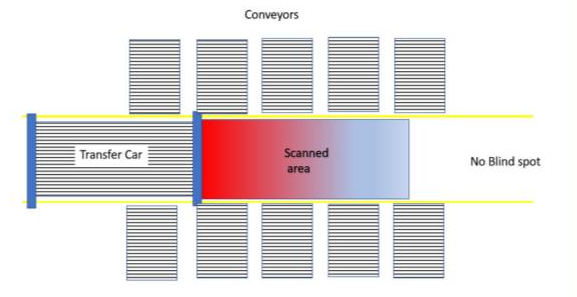 Conveyors
Transfer Car
Scanned
area
No Blind spot